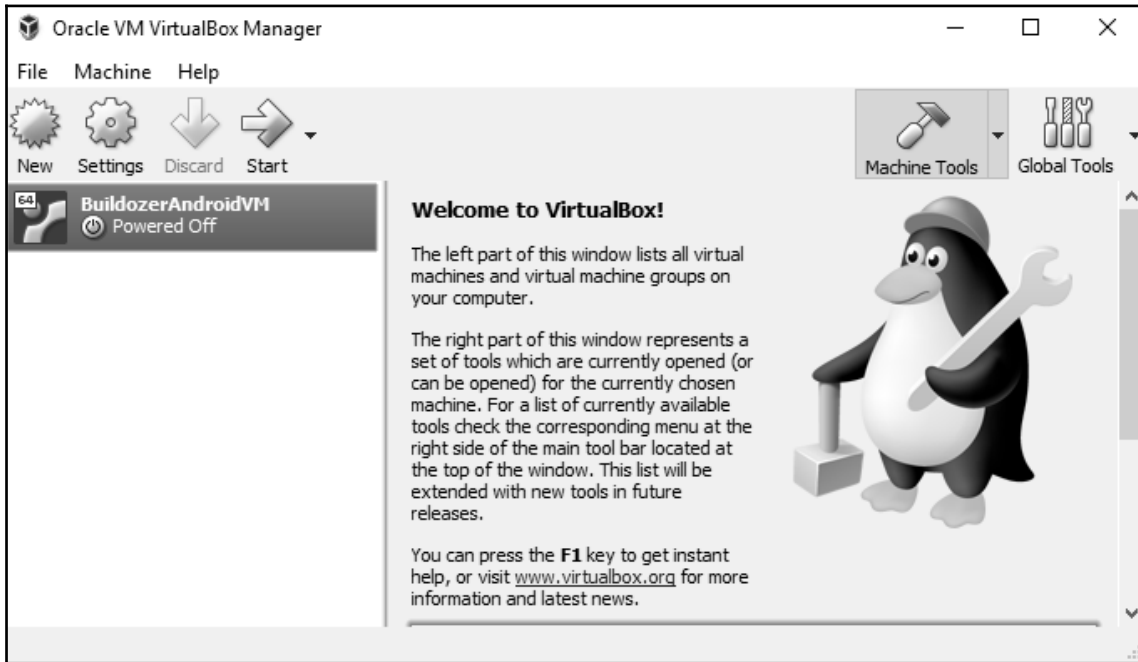 Oracle VM VirtualBox Manager
File Machine Help
New Settings Discard Start Machine Tools Global Tools
64 BuildozerAndroidVM
Powered Off
Welcome to VirtualBox!
The left part of this window lists all virtual
machines and virtual machine groups on
your computer.
The right part of this window represents a
set of tools which are currently opened (or
can be opened) for the currently chosen
machine. For a list of currently available
tools check the corresponding menu at the
right side of the main tool bar located at
the top of the window. This list will be
extended with new tools in future
releases.
You can press the F1 key to get instant
help, or visit www.virtualbox.org for more
information and latest news.